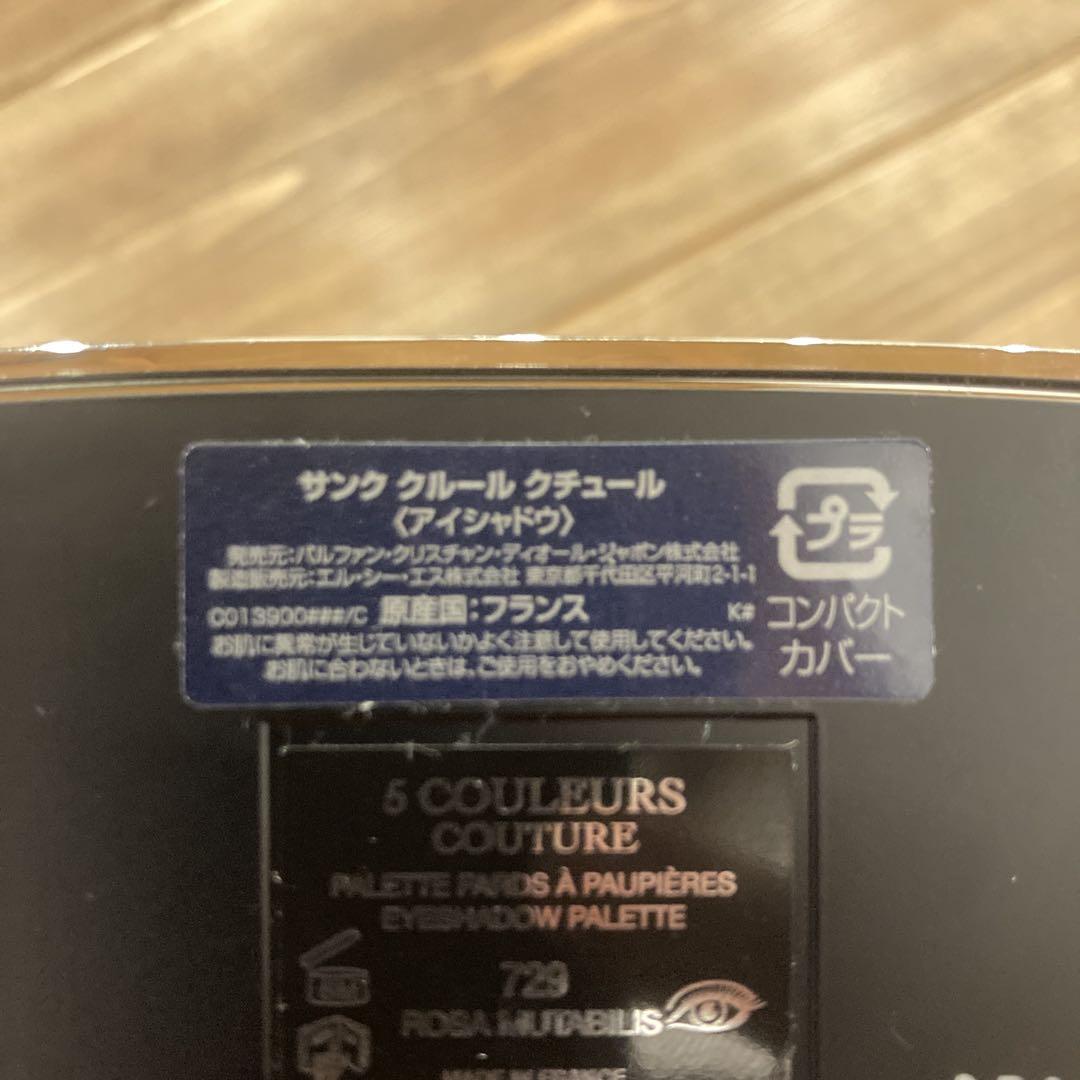 サンク クルール クチュール
〈アイシャドウ〉
発売元:パルファン・クリスチャン・ディオール・ジャポン株式会社
製造販売元:エル・シー・エス株式会社 東京都千代田区平河町2-1-1
C013900###/C 原産国:フランス K#
お肌に異常が生じていないかよく注意して使用してください。
お肌に合わないときは、ご使用をおやめください。
プラ
コンパクト
カバー
5 COULEURS
COUTURE
PALETTE FARDS À PAUPIÈRES
EYESHADOW PALETTE
729
ROSA MUTABILIS
MADE IN FRANCE